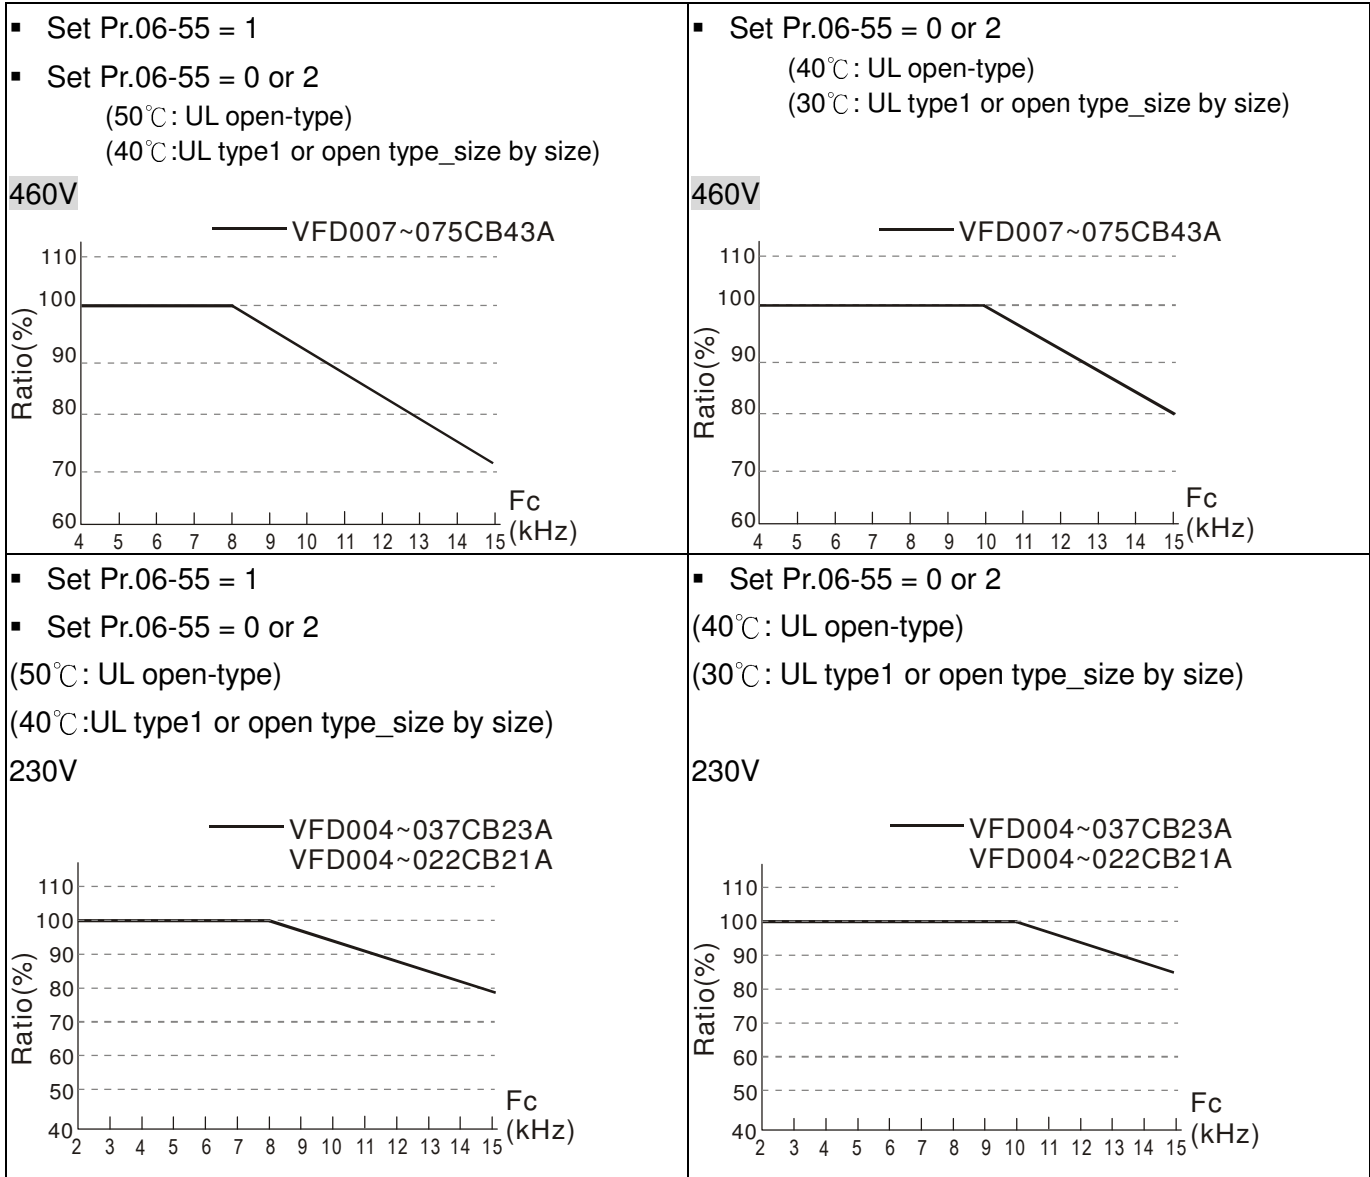 ▪ Set Pr.06-55 = 1
▪ Set Pr.06-55 = 0 or 2
(50℃: UL open-type)
(40℃:UL type1 or open type_size by size)
460V
VFD007~075CB43A
110
100
90
80
70
60
Ratio(%)
4 5 6 7 8 9 10 11 12 13 14 15
Fc
(kHz)
▪ Set Pr.06-55 = 0 or 2
(40℃: UL open-type)
(30℃: UL type1 or open type_size by size)
460V
VFD007~075CB43A
110
100
90
80
70
60
Ratio(%)
4 5 6 7 8 9 10 11 12 13 14 15
Fc
(kHz)
▪ Set Pr.06-55 = 1
▪ Set Pr.06-55 = 0 or 2
(50℃: UL open-type)
(40℃:UL type1 or open type_size by size)
230V
VFD004~037CB23A
VFD004~022CB21A
110
100
90
80
70
60
50
40
Ratio(%)
2 3 4 5 6 7 8 9 10 11 12 13 14 15
Fc
(kHz)
▪ Set Pr.06-55 = 0 or 2
(40℃: UL open-type)
(30℃: UL type1 or open type_size by size)
230V
VFD004~037CB23A
VFD004~022CB21A
110
100
90
80
70
60
50
40
Ratio(%)
2 3 4 5 6 7 8 9 10 11 12 13 14 15
Fc
(kHz)